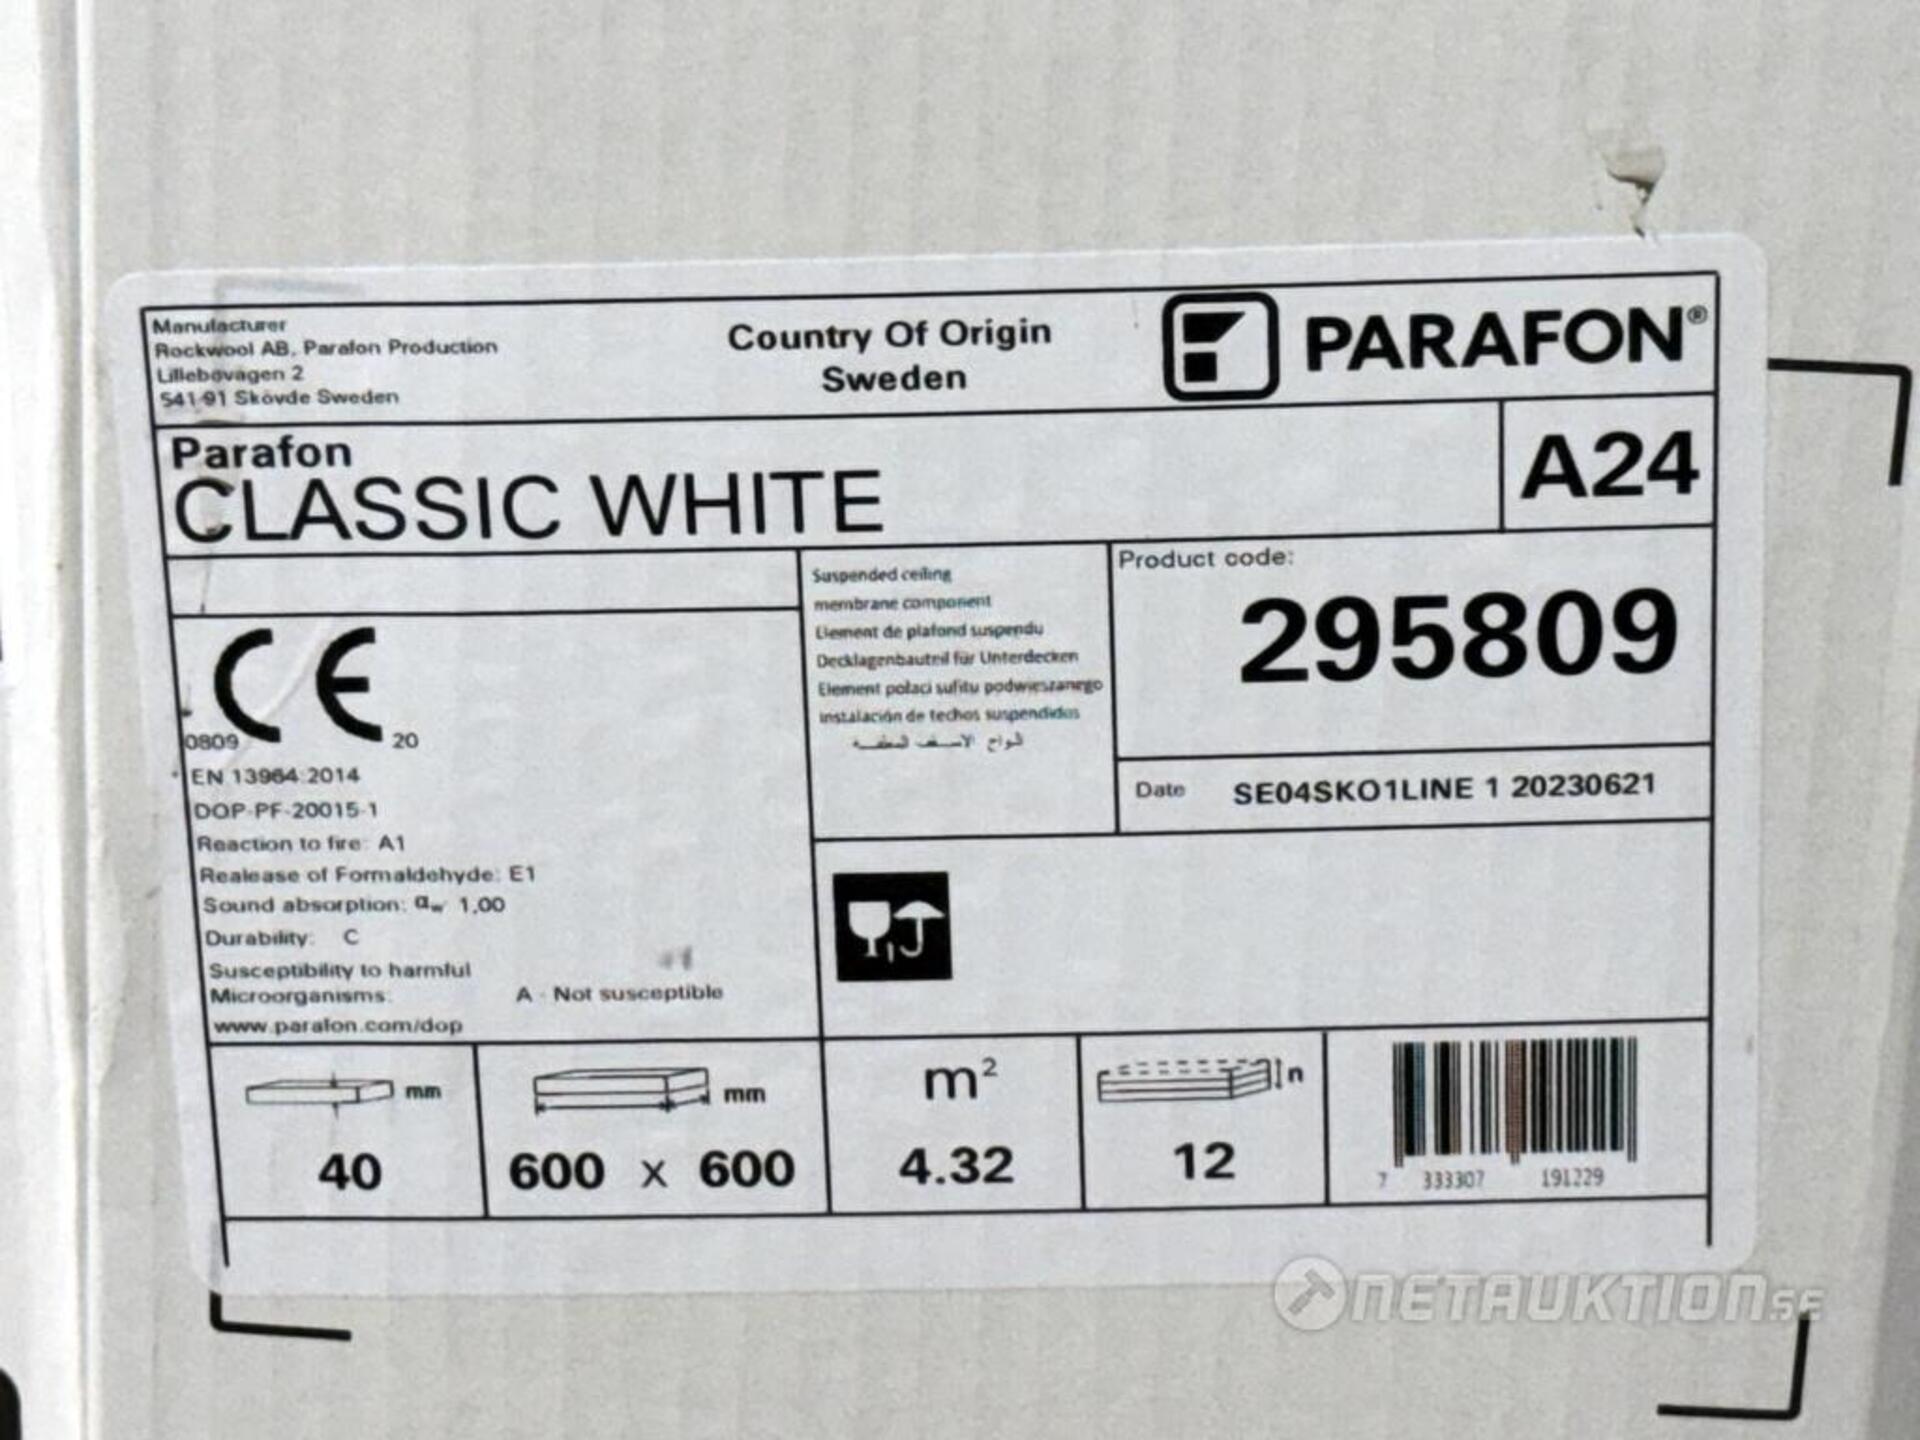 Manufacturer
Rockwool AB, Parafon Production
Lillebovagen 2
541 91 Skövde Sweden
Country Of Origin
Sweden
PARAFON®
Parafon
CLASSIC WHITE
A24
Suspended ceiling
membrane component
Element de plafond suspendu
Decklagenbauteil für Unterdecken
Element połaci sufitu podwieszanego
instalación de techos suspendidos
ألواح الاسقف المعلقة
Product code:
295809
Date SE04SKO1LINE 1 20230621
CE
0809 20
EN 13964:2014
DOP-PF-20015-1
Reaction to fire: A1
Realease of Formaldehyde: E1
Sound absorption: αw 1,00
Durability: C
Susceptibility to harmful
Microorganisms: A - Not susceptible
www.parafon.com/dop
mm
40
mm
600 x 600
m²
4.32
n
12
7 333307 191229
NETAUKTION.SE